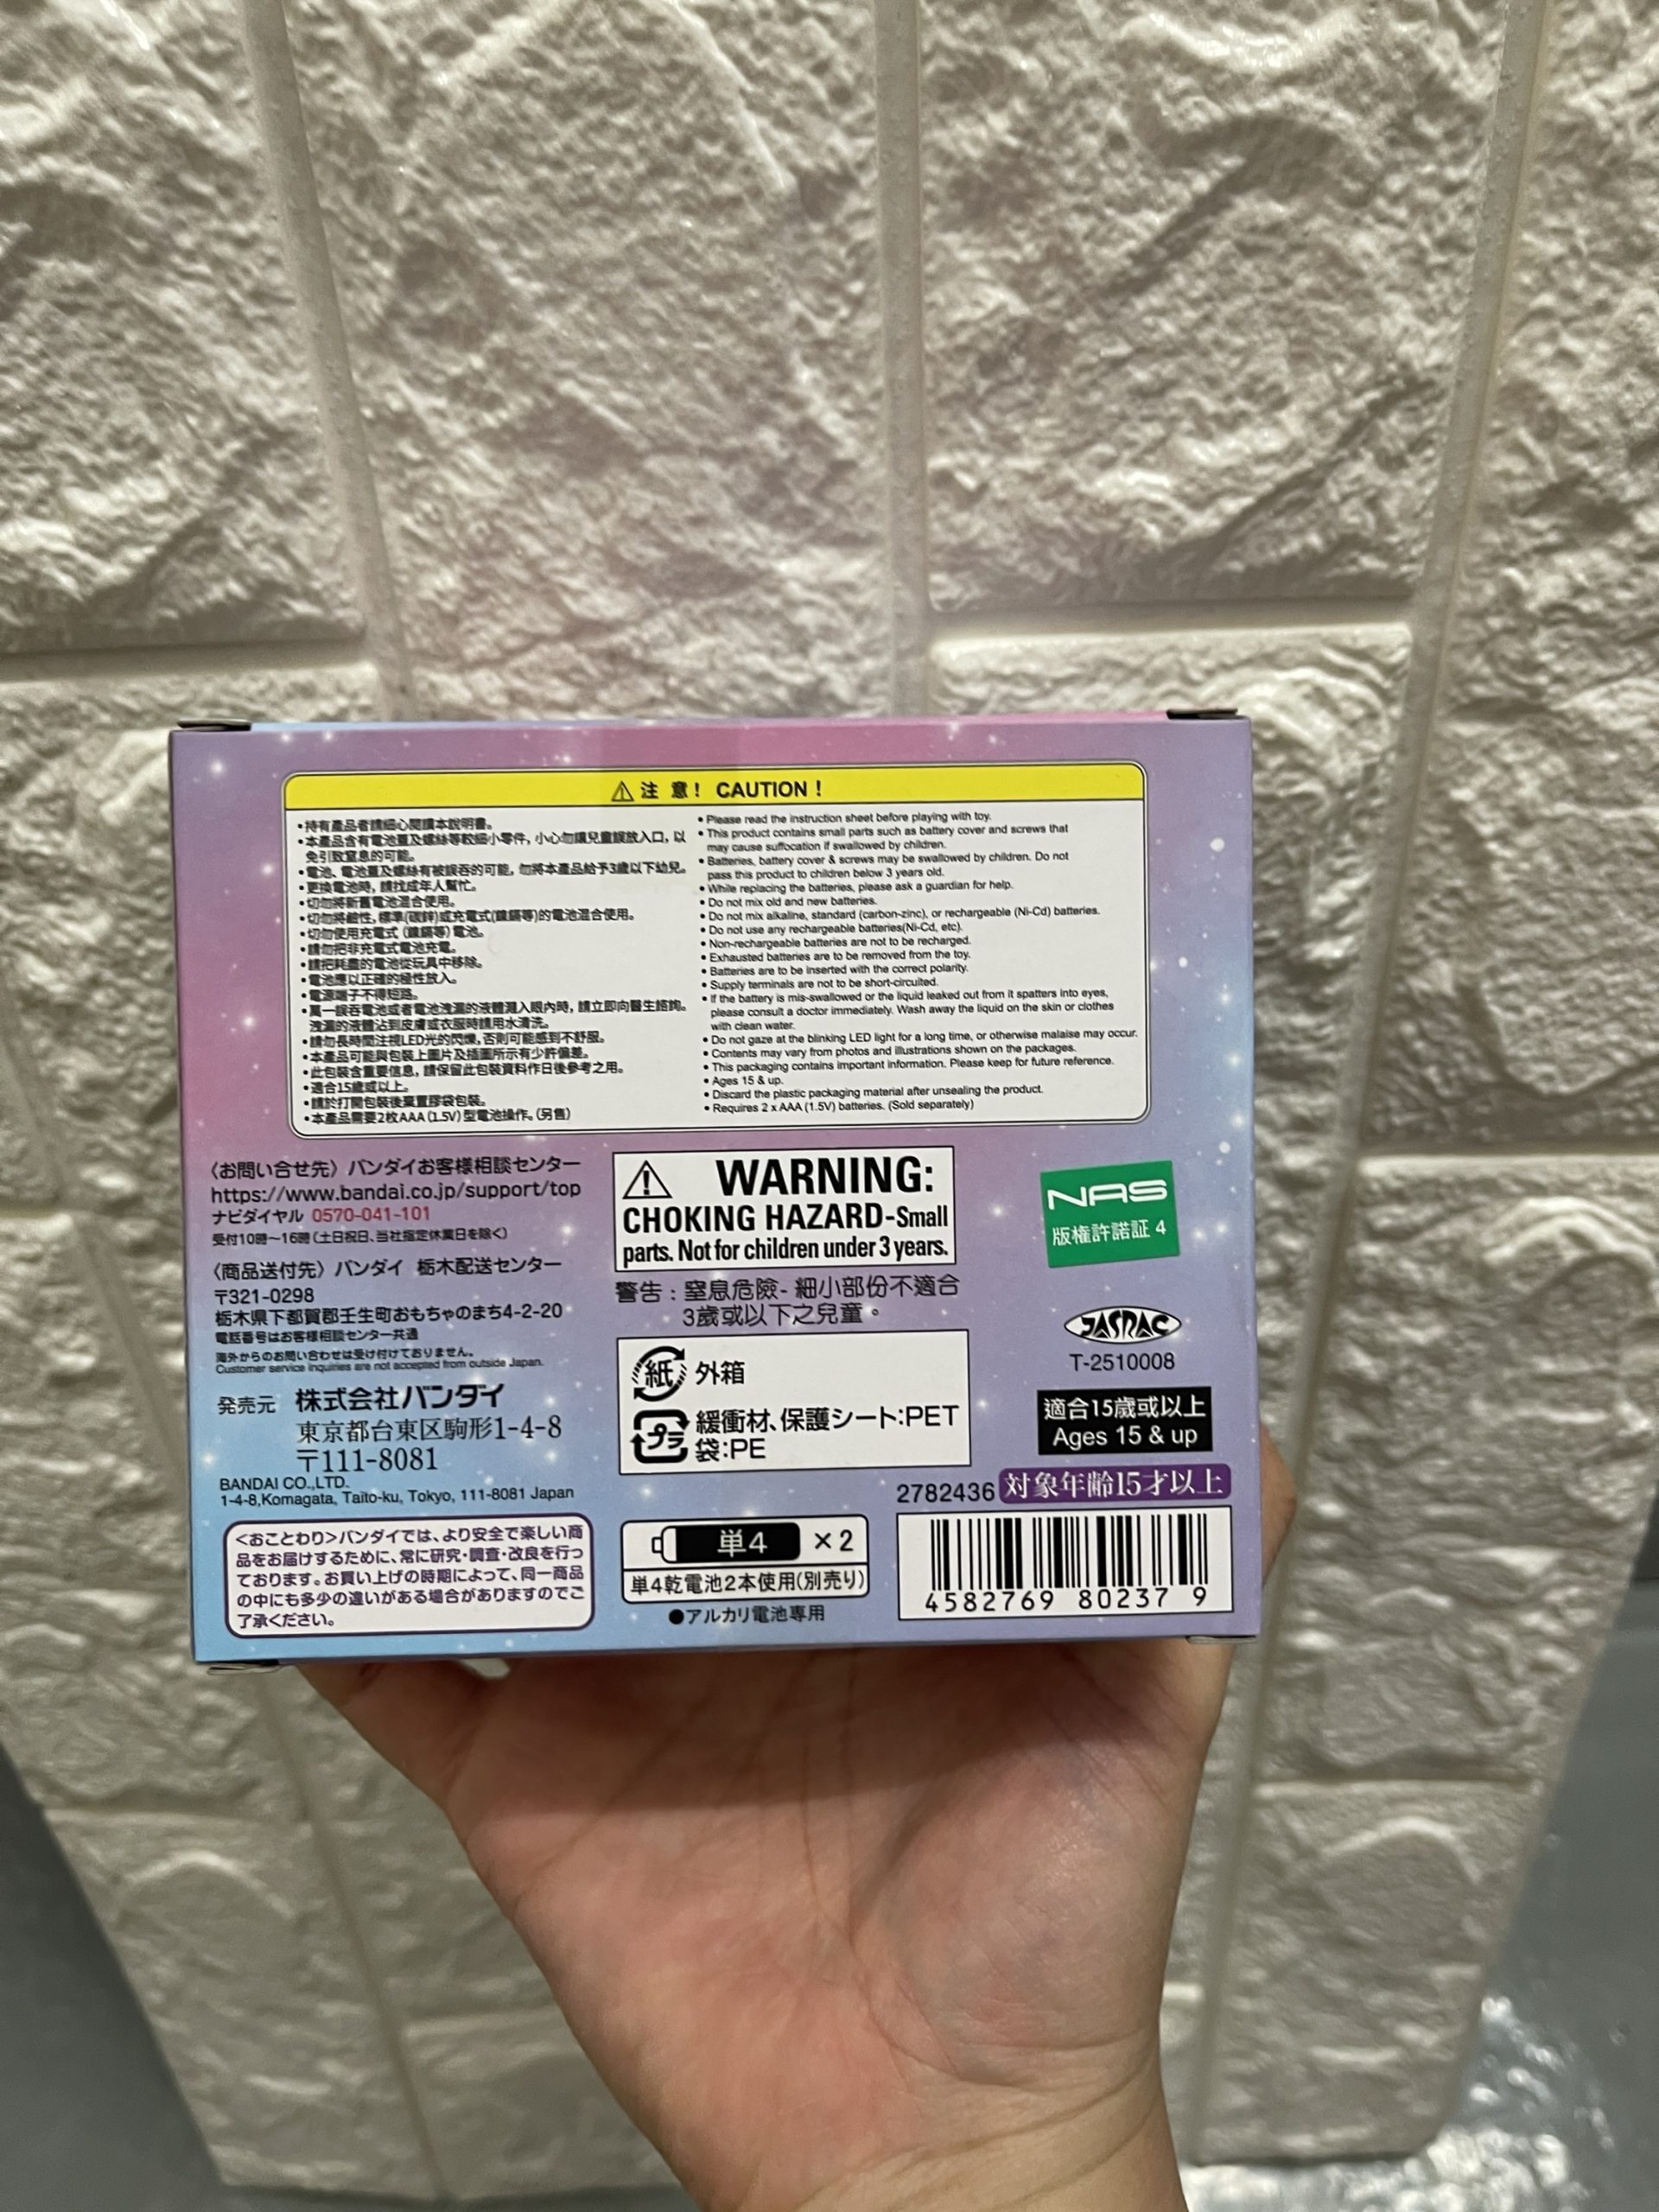 ⚠ 注 意! CAUTION!
•持有產品者請細心閱讀本說明書。
•本產品含有電池蓋及螺絲等較細小零件，小心勿讓兒童誤放入口，以
免引致窒息的可能。
•電池、電池蓋及螺絲有被誤吞的可能，勿將本產品給予3歲以下幼兒。
•更換電池時，請找成年人幫忙。
•切勿將新舊電池混合使用。
•切勿將鹼性，標準(碳鋅)或充電式(鎳鎘等)的電池混合使用。
•切勿使用充電式（鎳鎘等）電池。
•請勿把非充電式電池充電。
•請把耗盡的電池從玩具中移除。
•電池應以正確的極性放入。
•電源端子不得短路。
•萬一誤吞電池或者電池洩漏的液體濺入眼內時，請立即向醫生諮詢。
洩漏的液體沾到皮膚或衣服時請用水清洗。
•請勿長時間注視LED光的閃爍，否則可能感到不舒服。
•本產品可能與包裝上圖片及插圖所示有少許偏差。
•此包裝含重要信息，請保留此包裝資料作日後參考之用。
•適合15歲或以上。
•請於打開包裝後棄置膠袋包裝。
•本產品需要2枚AAA(1.5V)型電池操作。(另售)
• Please read the instruction sheet before playing with toy.
• This product contains small parts such as battery cover and screws that
may cause suffocation if swallowed by children.
• Batteries, battery cover & screws may be swallowed by children. Do not
pass this product to children below 3 years old.
• While replacing the batteries, please ask a guardian for help.
• Do not mix old and new batteries.
• Do not mix alkaline, standard (carbon-zinc), or rechargeable (Ni-Cd) batteries.
• Do not use any rechargeable batteries(Ni-Cd, etc).
• Non-rechargeable batteries are not to be recharged.
• Exhausted batteries are to be removed from the toy.
• Batteries are to be inserted with the correct polarity.
• Supply terminals are not to be short-circuited.
• If the battery is mis-swallowed or the liquid leaked out from it spatters into eyes,
please consult a doctor immediately. Wash away the liquid on the skin or clothes
with clean water.
• Do not gaze at the blinking LED light for a long time, or otherwise malaise may occur.
• Contents may vary from photos and illustrations shown on the packages.
• This packaging contains important information. Please keep for future reference.
• Ages 15 & up.
• Discard the plastic packaging material after unsealing the product.
• Requires 2 x AAA (1.5V) batteries. (Sold separately)
〈お問い合せ先〉バンダイお客様相談センター
https://www.bandai.co.jp/support/top
ナビダイヤル 0570-041-101
受付10時〜16時(土日祝日、当社指定休業日を除く)
〈商品送付先〉バンダイ 栃木配送センター
〒321-0298
栃木県下都賀郡壬生町おもちゃのまち4-2-20
電話番号はお客様相談センター共通
海外からのお問い合わせは受け付けておりません。
Customer service inquiries are not accepted from outside Japan.
発売元 株式会社バンダイ
東京都台東区駒形1-4-8
〒111-8081
BANDAI CO.,LTD.
1-4-8,Komagata, Taito-ku, Tokyo, 111-8081 Japan
<おことわり>バンダイでは、より安全で楽しい商
品をお届けするために、常に研究・調査・改良を行っ
ております。お買い上げの時期によって、同一商品
の中にも多少の違いがある場合がありますのでご
了承ください。
⚠ WARNING:
CHOKING HAZARD-Small
parts. Not for children under 3 years.
警告：窒息危險- 細小部份不適合
3歲或以下之兒童。
紙 外箱
プラ 緩衝材、保護シート:PET
袋:PE
単4 ×2
単4乾電池2本使用(別売り)
●アルカリ電池専用
NAS
版権許諾証 4
JASRAC
T-2510008
適合15歲或以上
Ages 15 & up
2782436 対象年齢15才以上
4582769 80237 9